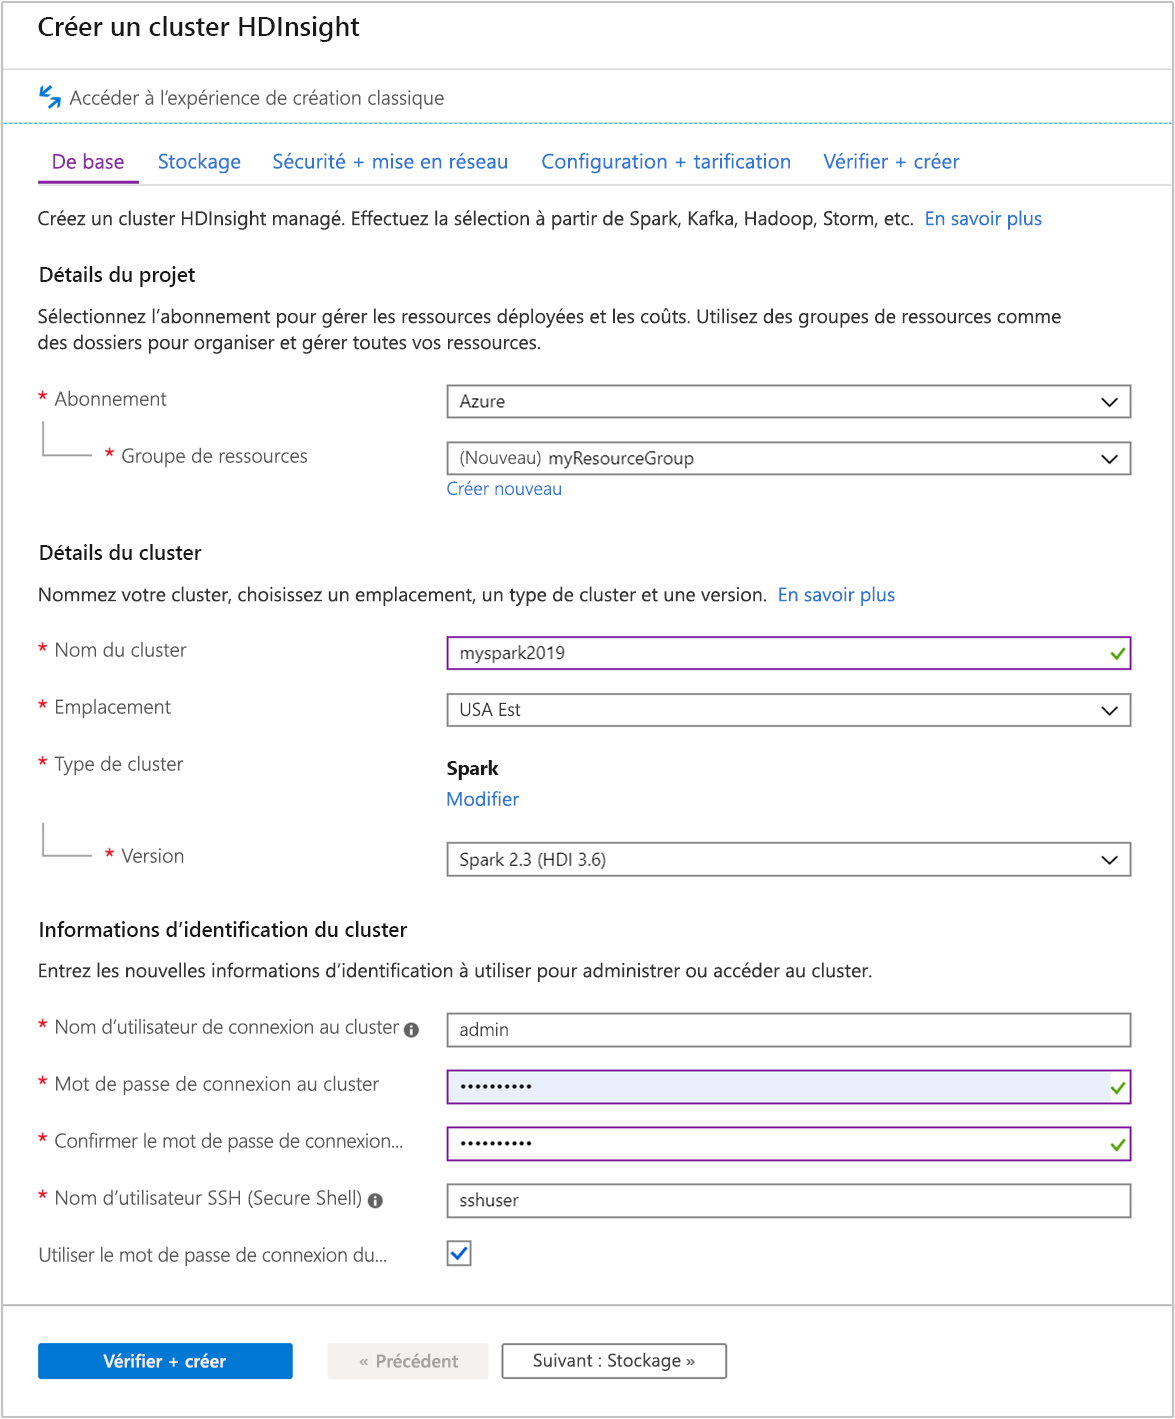 Créer un cluster HDInsight
Accéder à l’expérience de création classique
De base Stockage Sécurité + mise en réseau Configuration + tarification Vérifier + créer
Créez un cluster HDInsight managé. Effectuez la sélection à partir de Spark, Kafka, Hadoop, Storm, etc. En savoir plus
Détails du projet
Sélectionnez l’abonnement pour gérer les ressources déployées et les coûts. Utilisez des groupes de ressources comme
des dossiers pour organiser et gérer toutes vos ressources.
* Abonnement Azure
* Groupe de ressources (Nouveau) myResourceGroup
Créer nouveau
Détails du cluster
Nommez votre cluster, choisissez un emplacement, un type de cluster et une version. En savoir plus
* Nom du cluster myspark2019
* Emplacement USA Est
* Type de cluster Spark
Modifier
* Version Spark 2.3 (HDI 3.6)
Informations d’identification du cluster
Entrez les nouvelles informations d’identification à utiliser pour administrer ou accéder au cluster.
* Nom d’utilisateur de connexion au cluster admin
* Mot de passe de connexion au cluster ••••••••••
* Confirmer le mot de passe de connexion... ••••••••••
* Nom d’utilisateur SSH (Secure Shell) sshuser
Utiliser le mot de passe de connexion du...
Vérifier + créer « Précédent Suivant : Stockage »